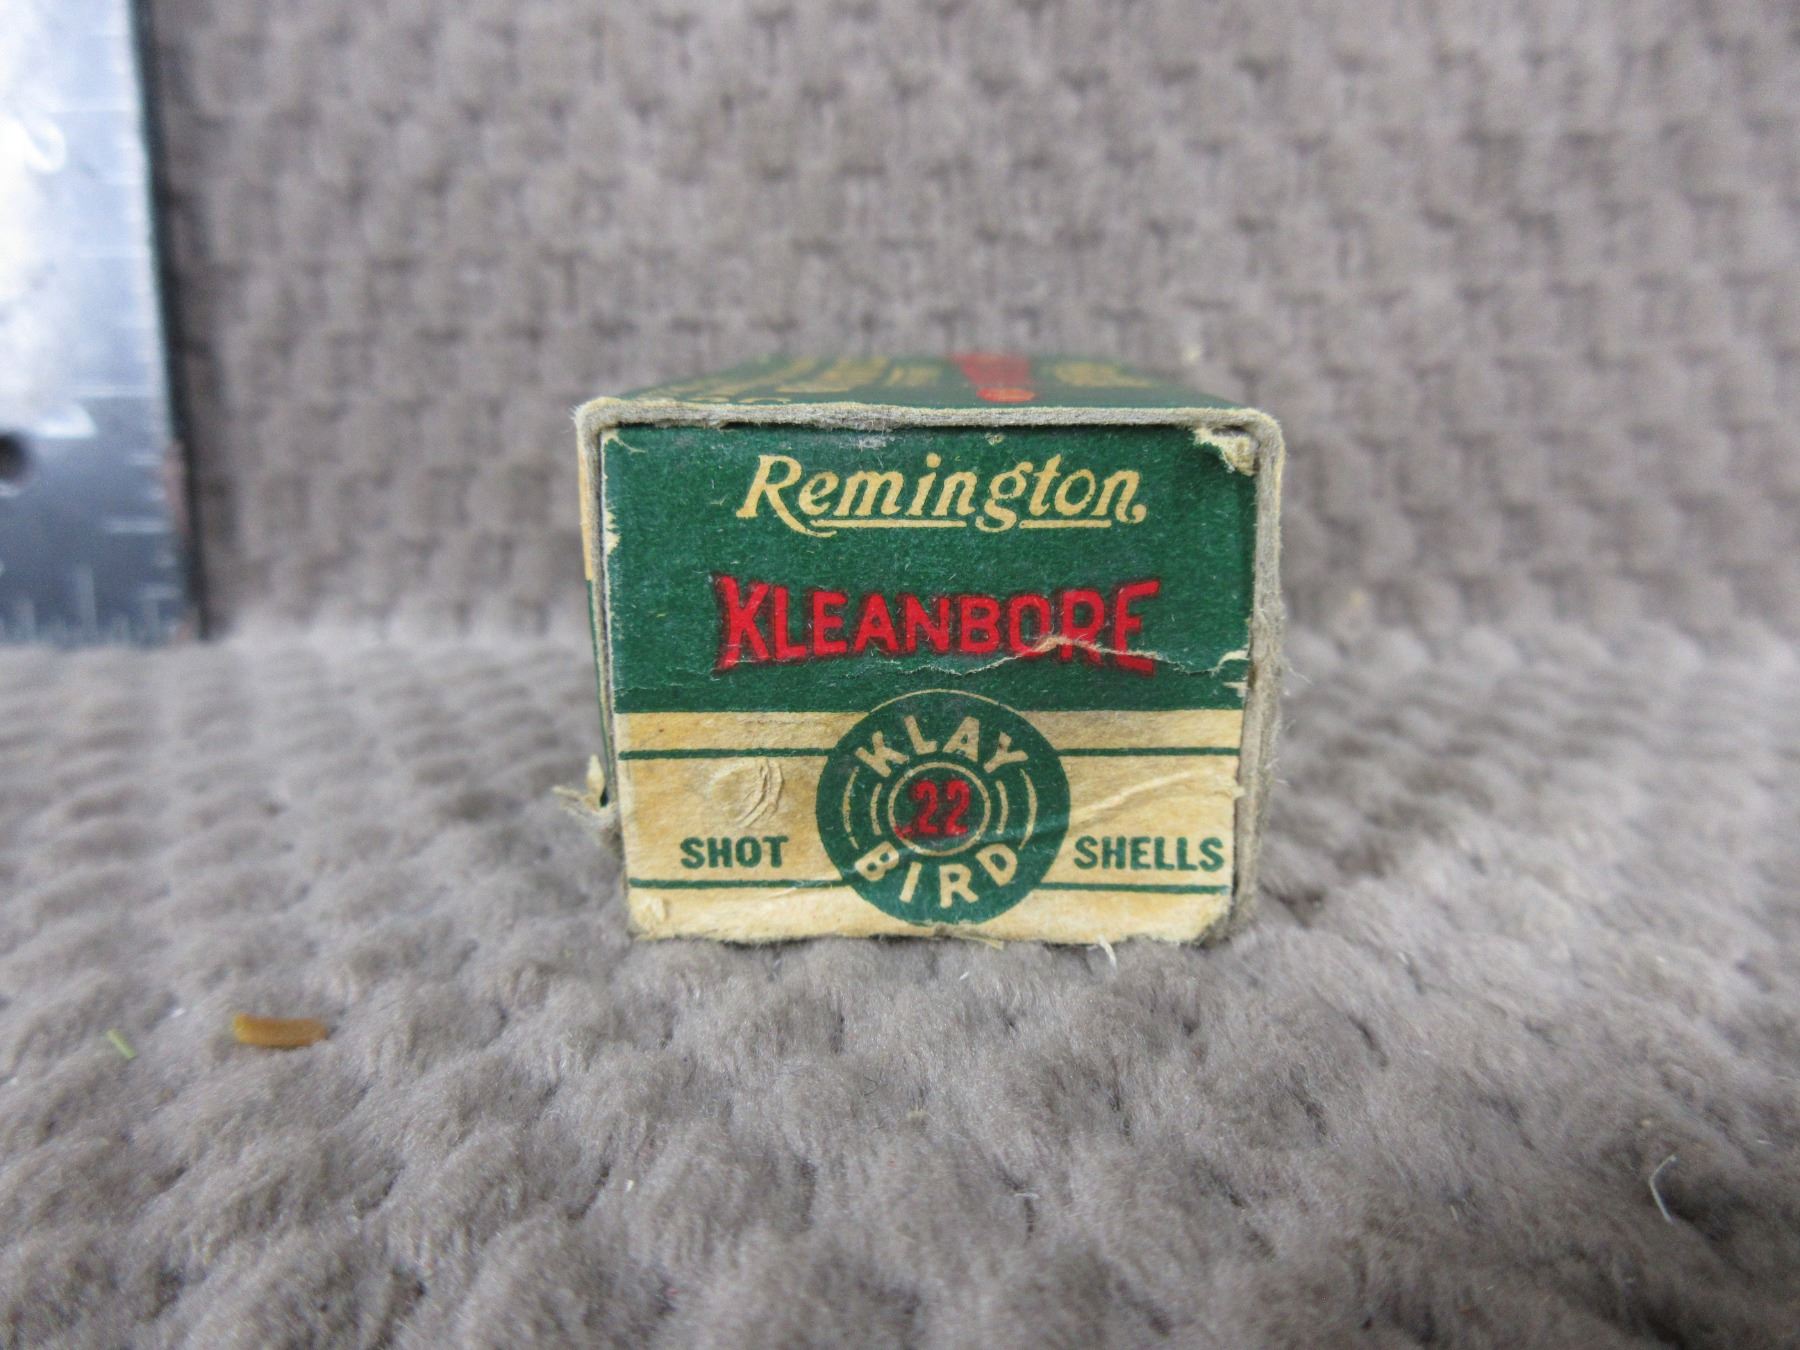 Remington
KLEANBORE
KLAY
.22
SHOT SHELLS
BIRD